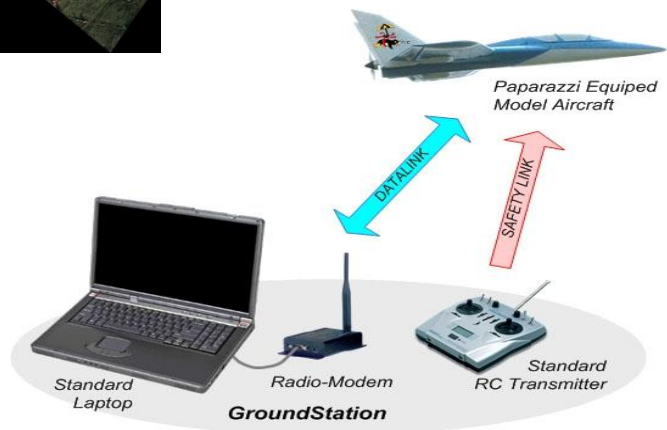 Paparazzi Equiped
Model Aircraft
DATALINK
SAFETY LINK
Standard
Laptop
Radio-Modem
Standard
RC Transmitter
GroundStation